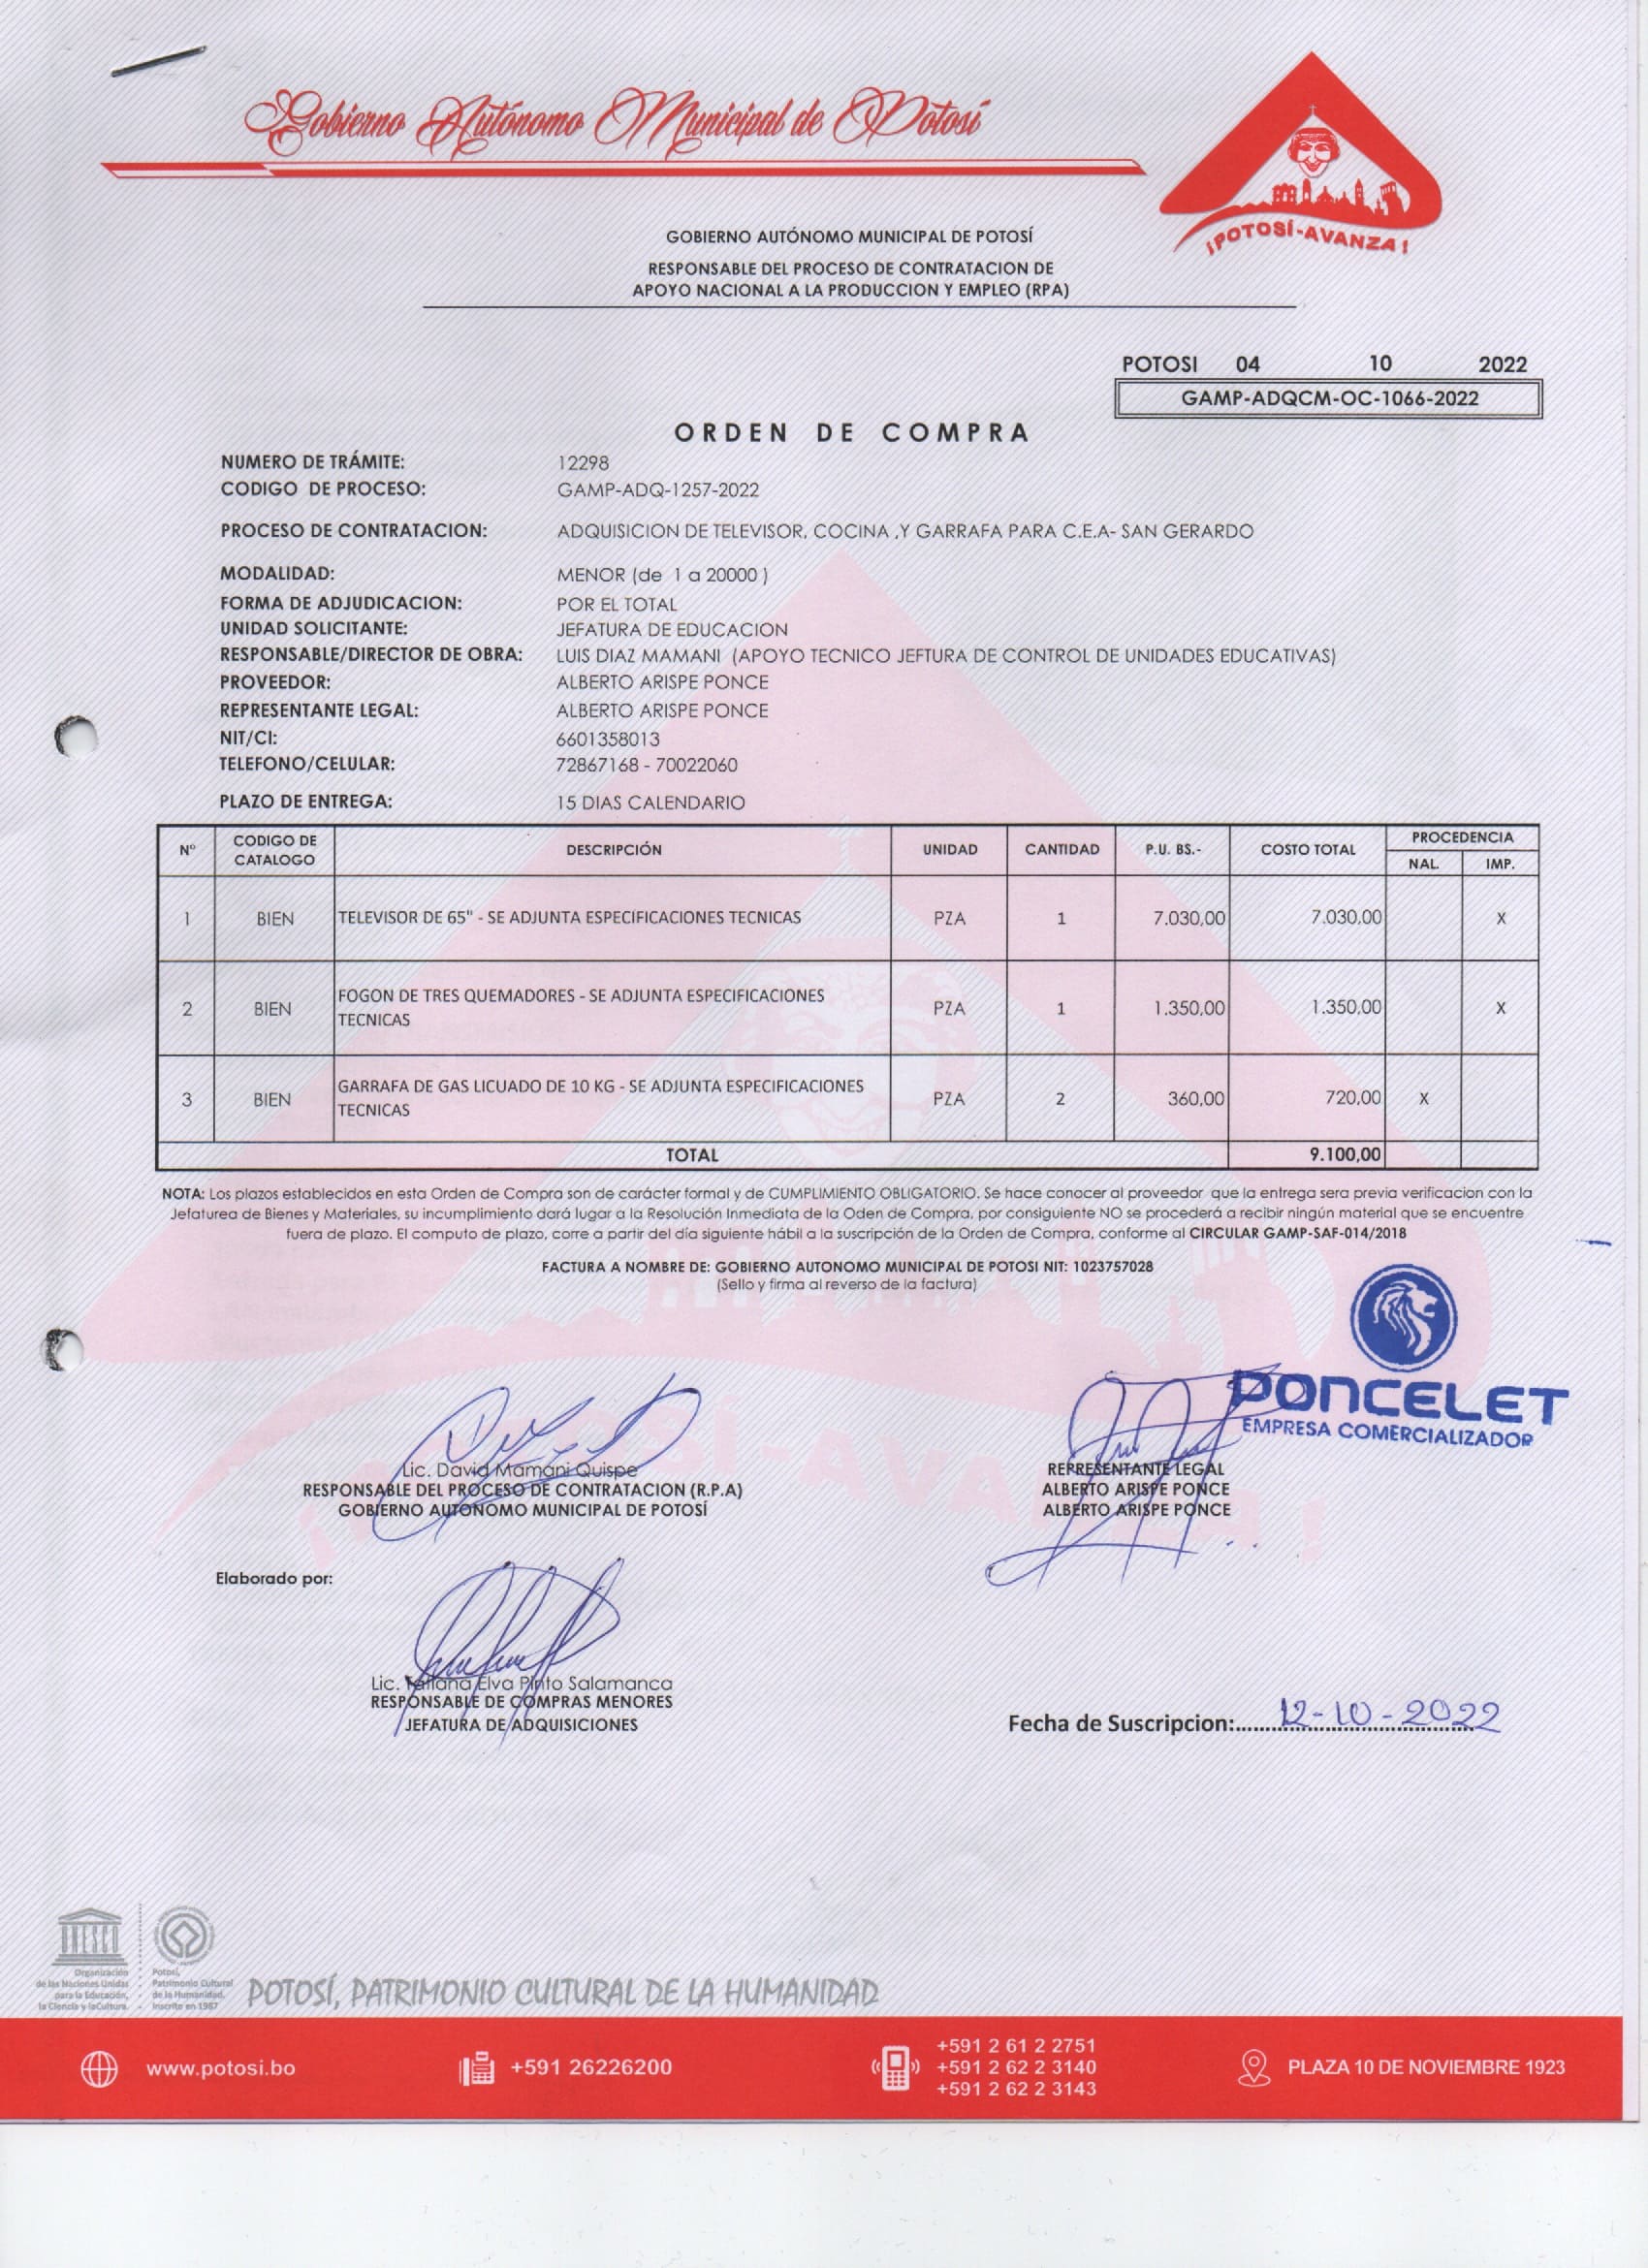 Gobierno Autónomo Municipal de Potosí
¡POTOSÍ-AVANZA!
GOBIERNO AUTÓNOMO MUNICIPAL DE POTOSÍ
RESPONSABLE DEL PROCESO DE CONTRATACION DE
APOYO NACIONAL A LA PRODUCCION Y EMPLEO (RPA)
POTOSI 04 10 2022
GAMP-ADQCM-OC-1066-2022
ORDEN DE COMPRA
NUMERO DE TRÁMITE: 12298
CODIGO DE PROCESO: GAMP-ADQ-1257-2022
PROCESO DE CONTRATACION: ADQUISICION DE TELEVISOR, COCINA ,Y GARRAFA PARA C.E.A- SAN GERARDO
MODALIDAD: MENOR (de 1 a 20000 )
FORMA DE ADJUDICACION: POR EL TOTAL
UNIDAD SOLICITANTE: JEFATURA DE EDUCACION
RESPONSABLE/DIRECTOR DE OBRA: LUIS DIAZ MAMANI (APOYO TECNICO JEFTURA DE CONTROL DE UNIDADES EDUCATIVAS)
PROVEEDOR: ALBERTO ARISPE PONCE
REPRESENTANTE LEGAL: ALBERTO ARISPE PONCE
NIT/CI: 6601358013
TELEFONO/CELULAR: 72867168 - 70022060
PLAZO DE ENTREGA: 15 DIAS CALENDARIO
Nº CODIGO DE CATALOGO DESCRIPCIÓN UNIDAD CANTIDAD P.U. BS.- COSTO TOTAL PROCEDENCIA
NAL. IMP.
1 BIEN TELEVISOR DE 65" - SE ADJUNTA ESPECIFICACIONES TECNICAS PZA 1 7.030,00 7.030,00 X
2 BIEN FOGON DE TRES QUEMADORES - SE ADJUNTA ESPECIFICACIONES TECNICAS PZA 1 1.350,00 1.350,00 X
3 BIEN GARRAFA DE GAS LICUADO DE 10 KG - SE ADJUNTA ESPECIFICACIONES TECNICAS PZA 2 360,00 720,00 X
TOTAL 9.100,00
NOTA: Los plazos establecidos en esta Orden de Compra son de carácter formal y de CUMPLIMIENTO OBLIGATORIO. Se hace conocer al proveedor que la entrega sera previa verificacion con la
Jefaturea de Bienes y Materiales, su incumplimiento dará lugar a la Resolución Inmediata de la Oden de Compra, por consiguiente NO se procederá a recibir ningún material que se encuentre
fuera de plazo. El computo de plazo, corre a partir del día siguiente hábil a la suscripción de la Orden de Compra, conforme al CIRCULAR GAMP-SAF-014/2018
FACTURA A NOMBRE DE: GOBIERNO AUTONOMO MUNICIPAL DE POTOSI NIT: 1023757028
(Sello y firma al reverso de la factura)
PONCELET
EMPRESA COMERCIALIZADOR
Lic. David Mamani Quispe
RESPONSABLE DEL PROCESO DE CONTRATACION (R.P.A)
GOBIERNO AUTÓNOMO MUNICIPAL DE POTOSÍ
REPRESENTANTE LEGAL
ALBERTO ARISPE PONCE
ALBERTO ARISPE PONCE
Elaborado por:
Lic. Tatiana Elva Pinto Salamanca
RESPONSABLE DE COMPRAS MENORES
JEFATURA DE ADQUISICIONES
Fecha de Suscripcion: 12-10-2022
UNESCO
Organización
de las Naciones Unidas
para la Educación,
la Ciencia y la Cultura.
Potosí,
Patrimonio Cultural
de la Humanidad.
Inscrito en 1987
POTOSÍ, PATRIMONIO CULTURAL DE LA HUMANIDAD
www.potosi.bo
+591 26226200
+591 2 61 2 2751
+591 2 62 2 3140
+591 2 62 2 3143
PLAZA 10 DE NOVIEMBRE 1923